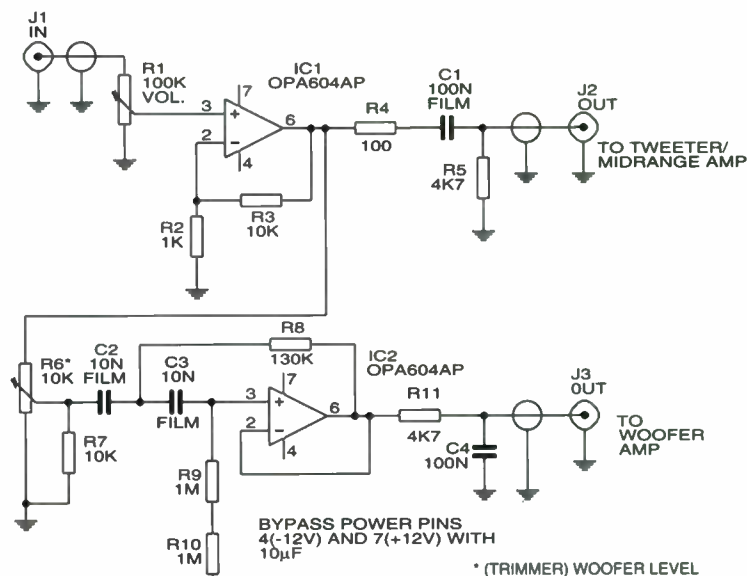 J1
IN
R1
100K
VOL.
IC1
OPA604AP
7
3
+
6
2
−
4
R4
100
C1
100N
FILM
J2
OUT
TO TWEETER/
MIDRANGE AMP
R5
4K7
R3
10K
R2
1K
R6*
10K
C2
10N
FILM
C3
10N
FILM
R8
130K
IC2
OPA604AP
7
3
+
6
2
−
4
R11
4K7
J3
OUT
TO
WOOFER
AMP
C4
100N
R7
10K
R9
1M
R10
1M
BYPASS POWER PINS
4(-12V) AND 7(+12V) WITH
10µF
* (TRIMMER) WOOFER LEVEL